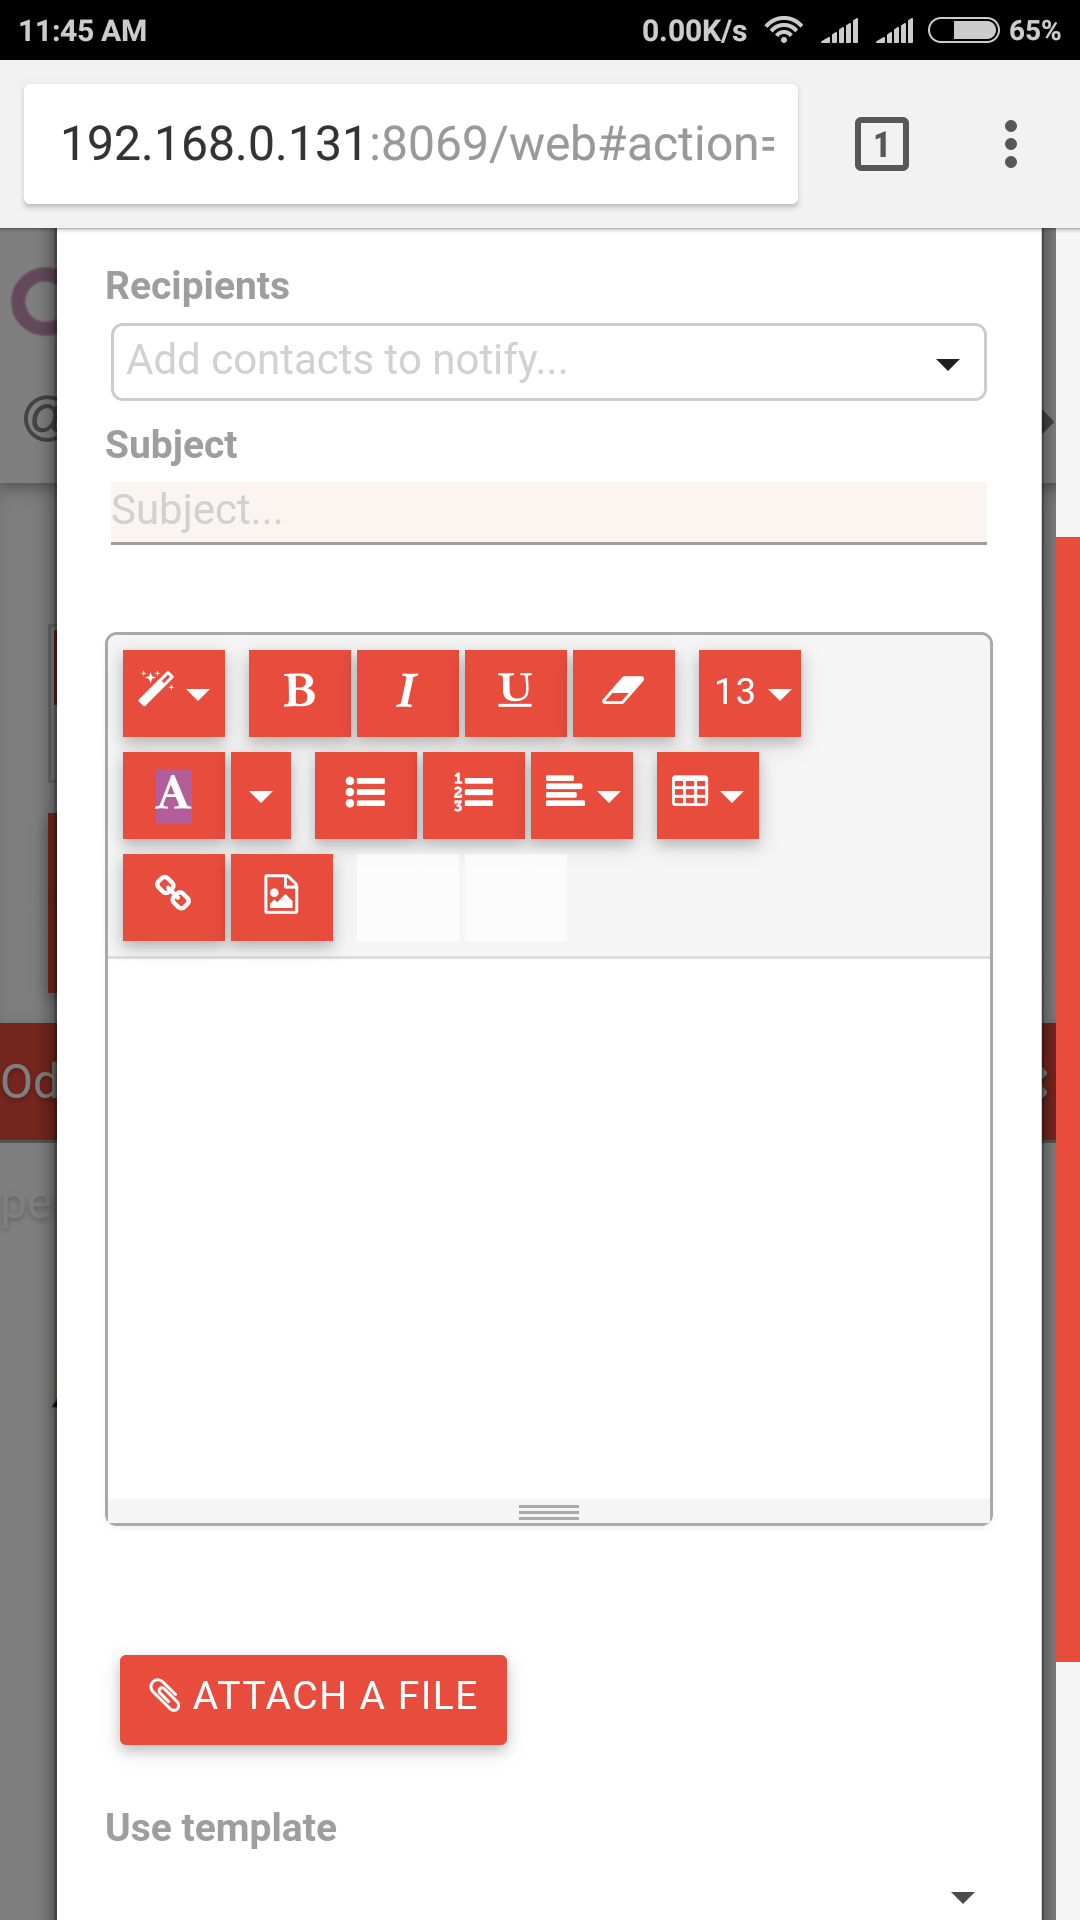 11:45 AM 0.00K/s 65%
192.168.0.131:8069/web#action=
1
Recipients
Add contacts to notify...
@
Subject
Subject...
B I U 13
A
Od
pe
ATTACH A FILE
Use template